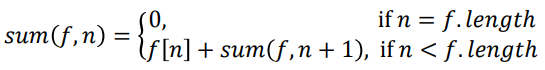 sum(f,n) = {0, if n = f.length
f[n] + sum(f,n + 1), if n < f.length